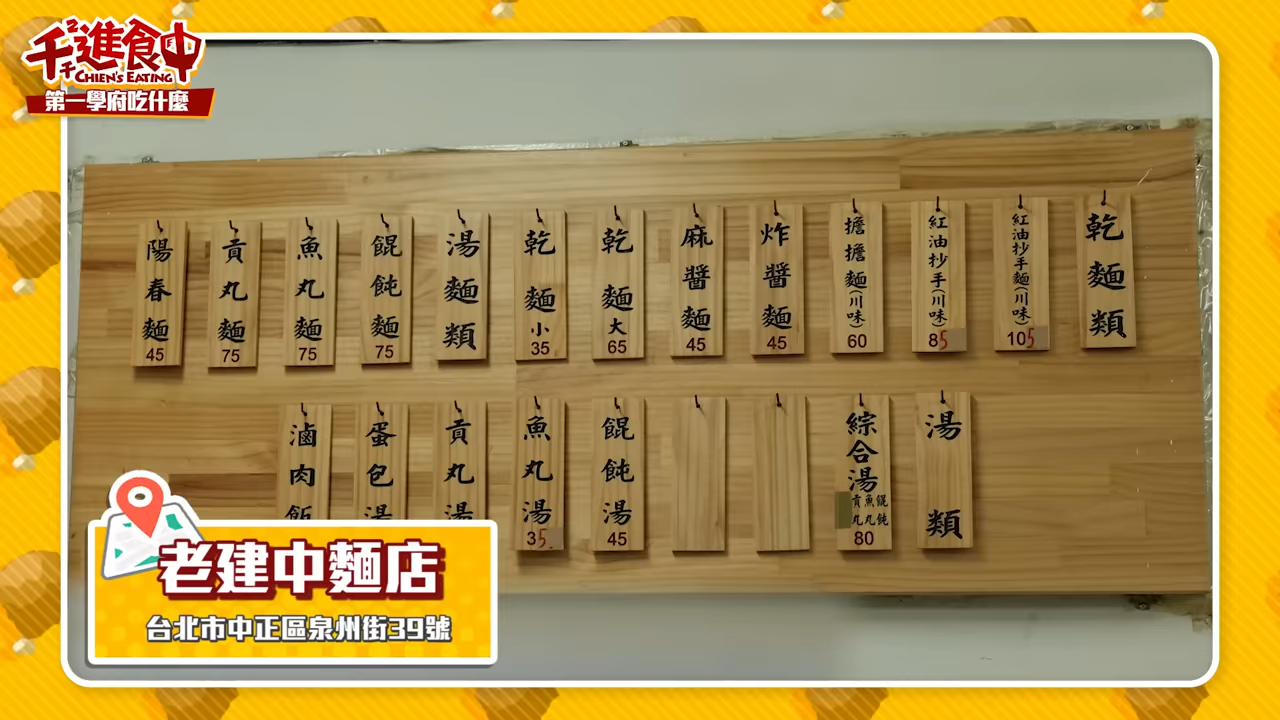 千千進食中
CHIEN'S EATING
第一學府吃什麼
陽春麵 45
貢丸麵 75
魚丸麵 75
餛飩麵 75
湯麵類
乾麵小 35
乾麵大 65
麻醬麵 45
炸醬麵 45
擔擔麵(川味) 60
紅油抄手(川味) 85
紅油抄手麵(川味) 105
乾麵類
滷肉飯
蛋包湯
貢丸湯
魚丸湯 35.
餛飩湯 45
綜合湯 貢丸 魚丸 餛飩 80
湯類
老建中麵店
台北市中正區泉州街39號